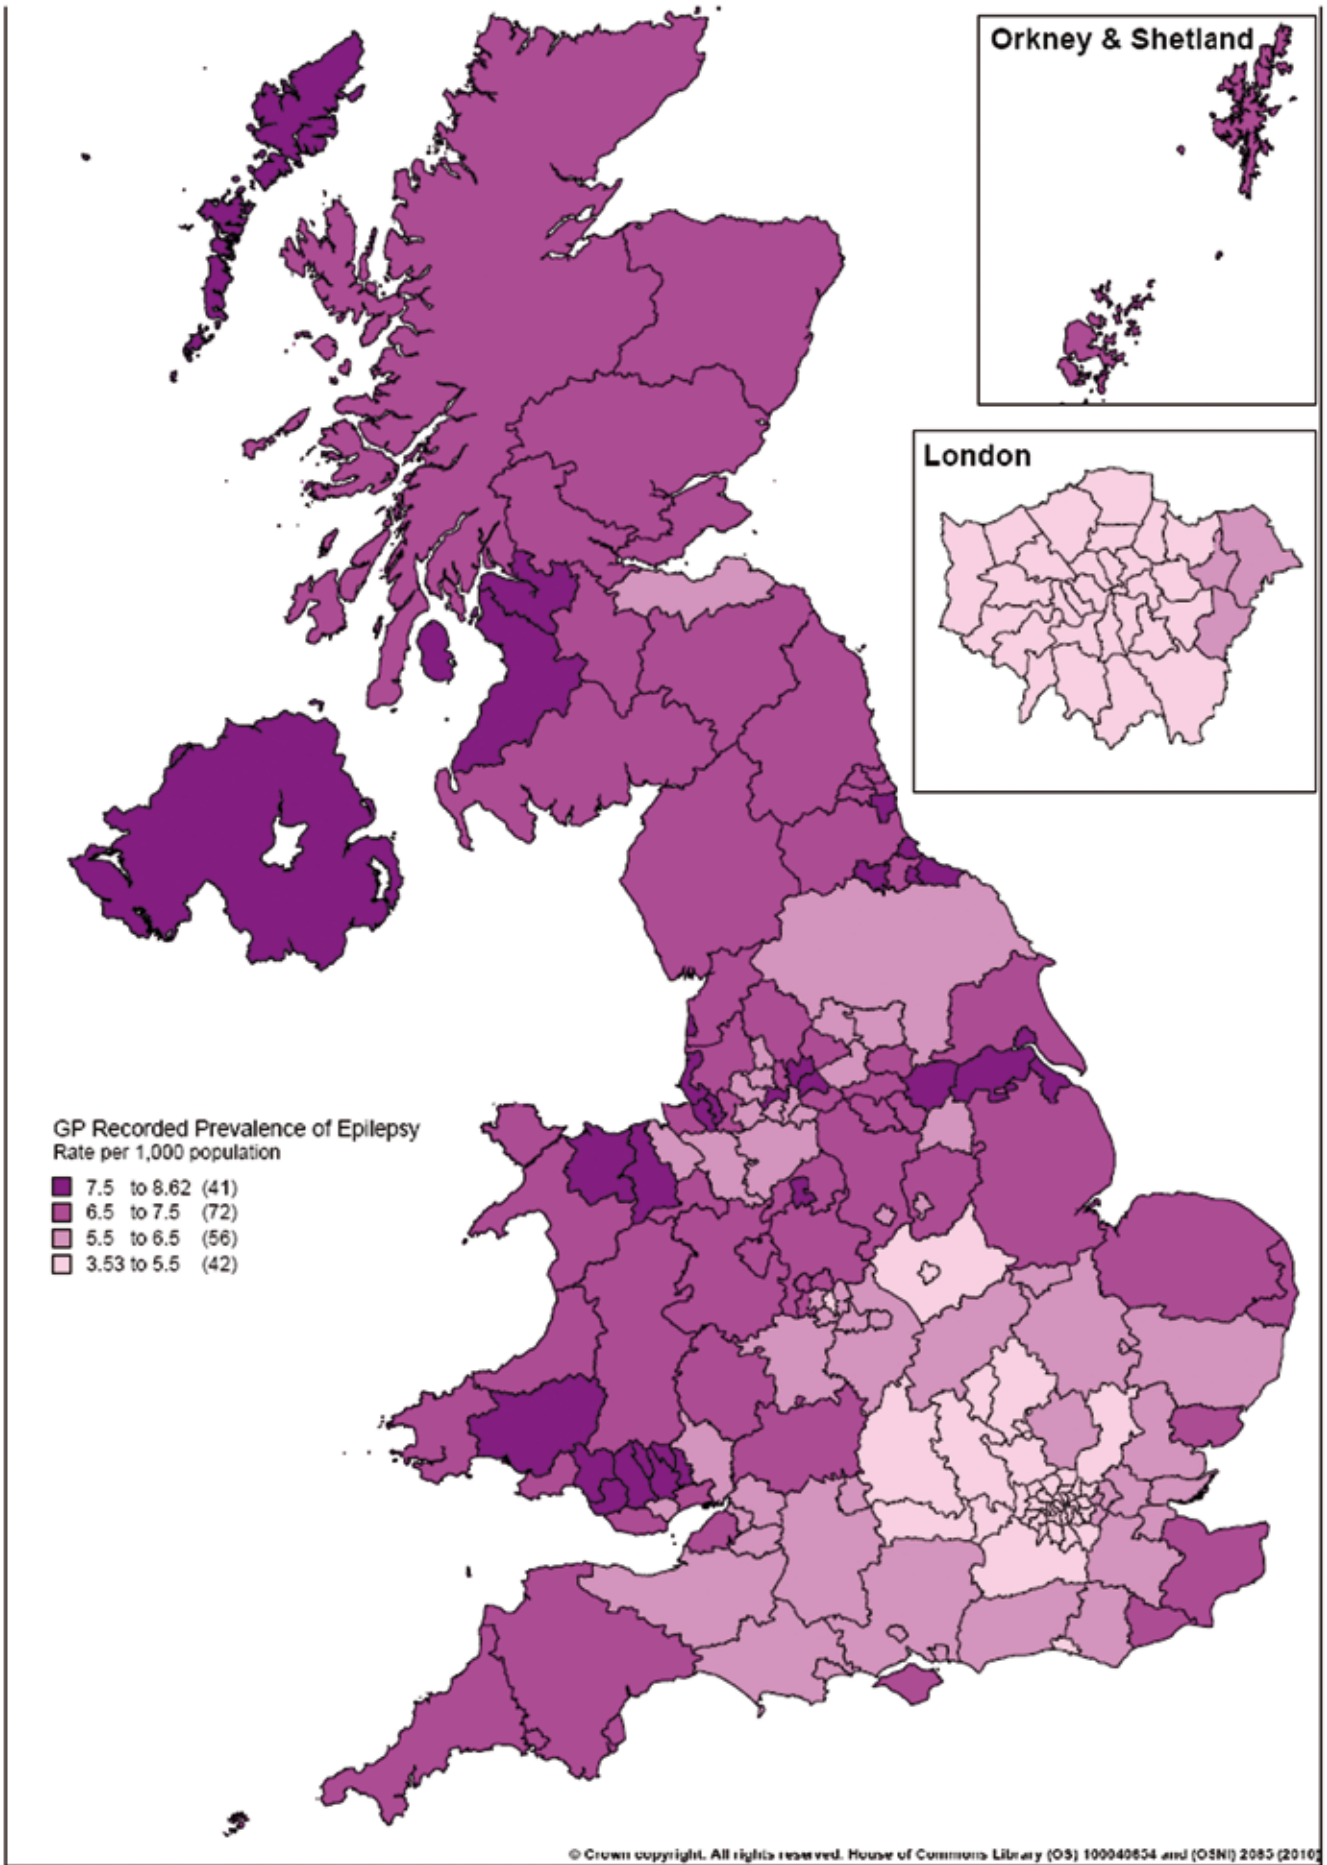 Orkney & Shetland
London
GP Recorded Prevalence of Epilepsy
Rate per 1,000 population
7.5 to 8.62 (41)
6.5 to 7.5 (72)
5.5 to 6.5 (56)
3.53 to 5.5 (42)
© Crown copyright. All rights reserved. House of Commons Library (OS) 100040654 and (OSNI) 2085 (2010)